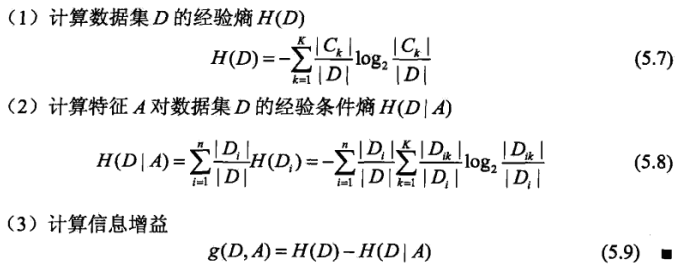 (1) 计算数据集 D 的经验熵 H(D)
H(D) = -\sum_{k=1}^{K} \frac{|C_k|}{|D|} \log_2 \frac{|C_k|}{|D|} (5.7)
(2) 计算特征 A 对数据集 D 的经验条件熵 H(D|A)
H(D|A) = \sum_{i=1}^{n} \frac{|D_i|}{|D|} H(D_i) = -\sum_{i=1}^{n} \frac{|D_i|}{|D|} \sum_{k=1}^{K} \frac{|D_{ik}|}{|D_i|} \log_2 \frac{|D_{ik}|}{|D_i|} (5.8)
(3) 计算信息增益
g(D, A) = H(D) - H(D|A) (5.9) ■